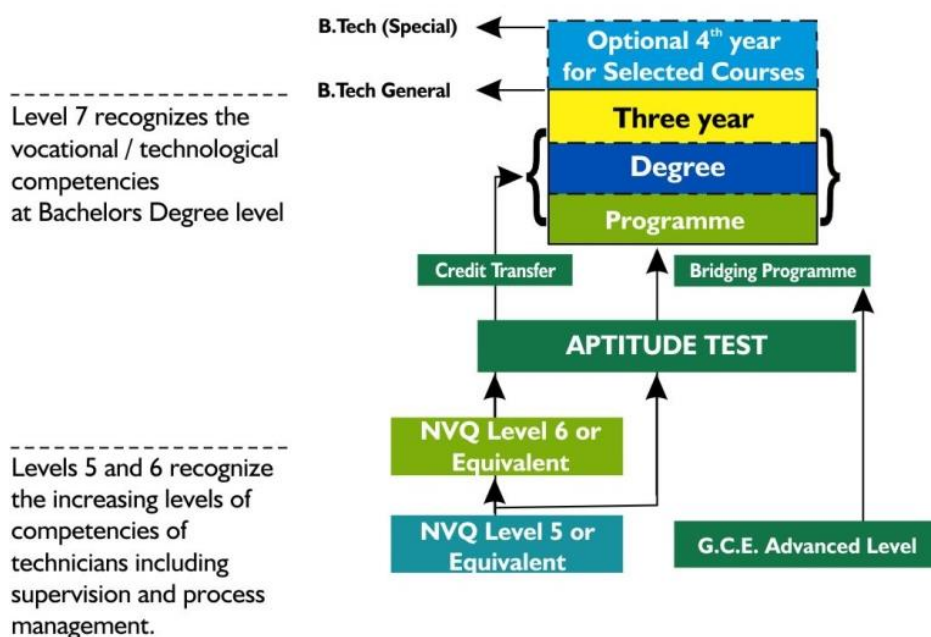 B.Tech (Special)
Optional 4th year
for Selected Courses
B.Tech General
Level 7 recognizes the
vocational / technological
competencies
at Bachelors Degree level
Three year
Degree
Programme
Credit Transfer
Bridging Programme
APTITUDE TEST
NVQ Level 6 or
Equivalent
Levels 5 and 6 recognize
the increasing levels of
competencies of
technicians including
supervision and process
management.
NVQ Level 5 or
Equivalent
G.C.E. Advanced Level